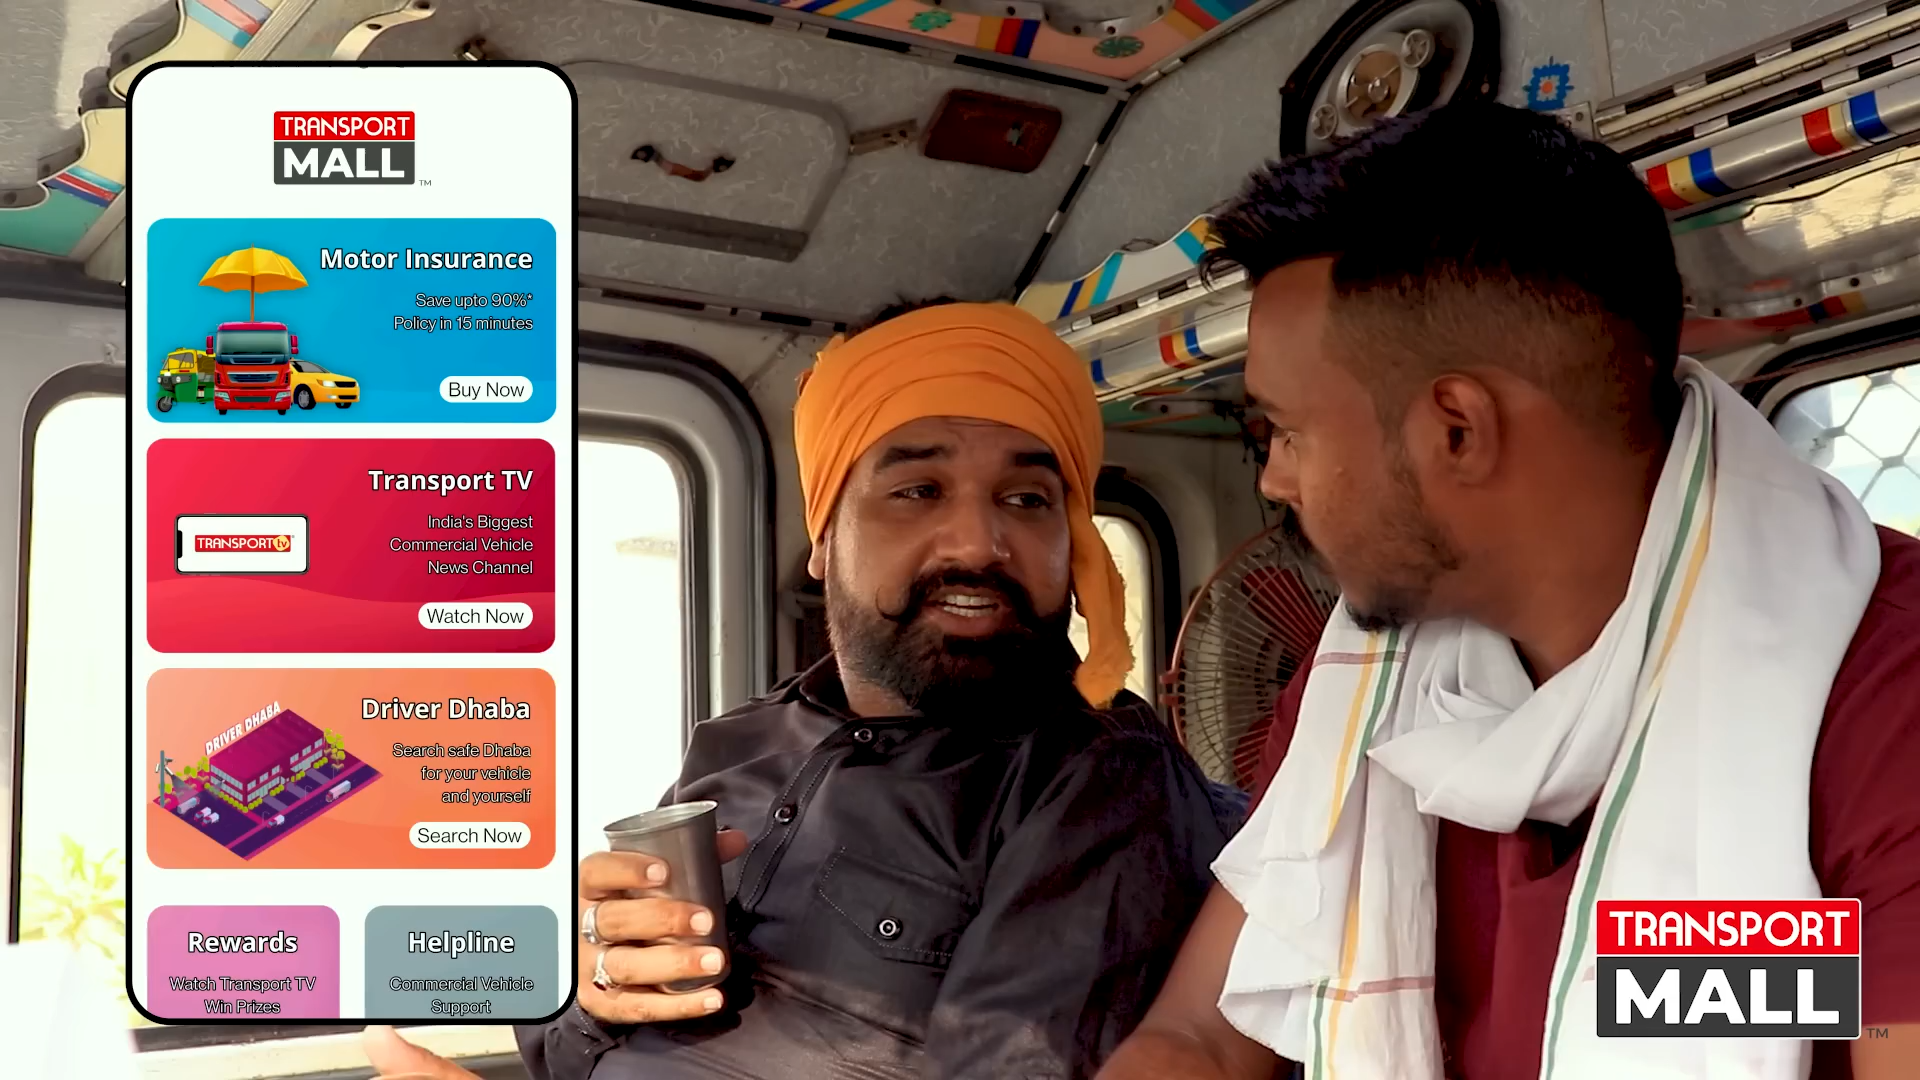 TRANSPORT
MALL
TM
Motor Insurance
Save upto 90%*
Policy in 15 minutes
Buy Now
Transport TV
India's Biggest
Commercial Vehicle
News Channel
TRANSPORT tv
Watch Now
DRIVER DHABA
Driver Dhaba
Search safe Dhaba
for your vehicle
and yourself
Search Now
Rewards
Watch Transport TV
Win Prizes
Helpline
Commercial Vehicle
Support
TRANSPORT
MALL
TM